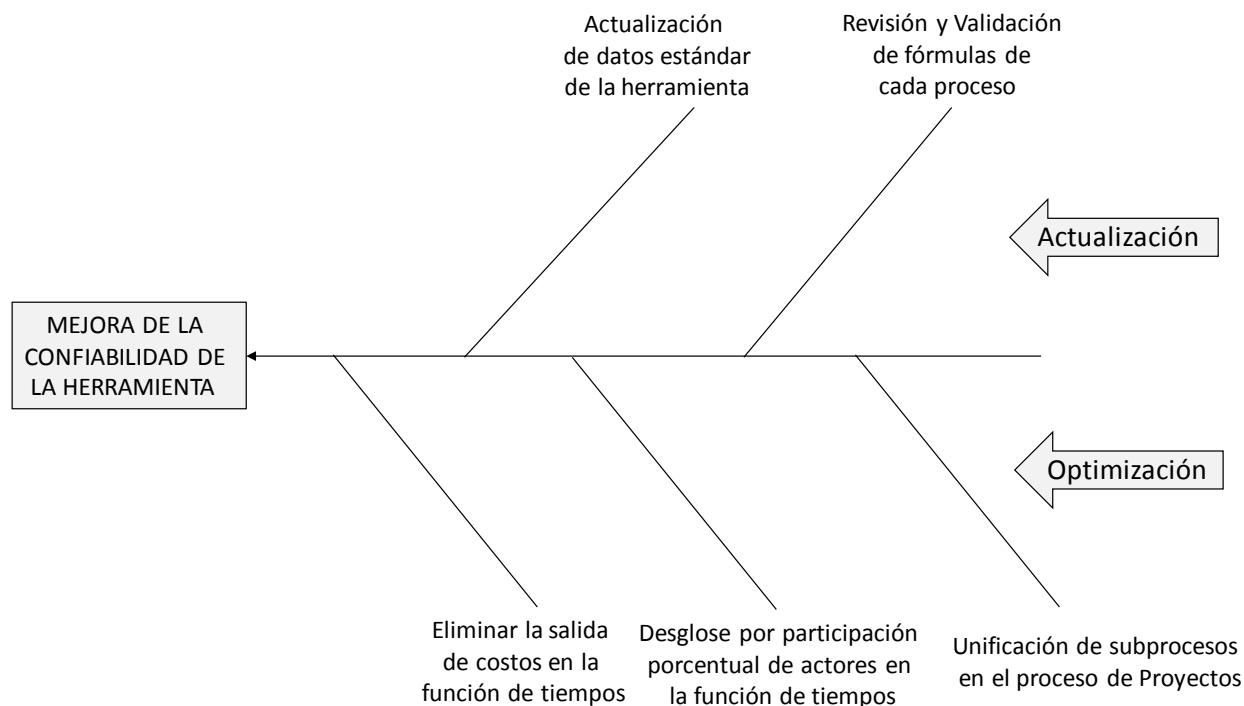 Actualización
de datos estándar
de la herramienta
Revisión y Validación
de fórmulas de
cada proceso
Actualización
MEJORA DE LA
CONFIABILIDAD DE
LA HERRAMIENTA
Optimización
Eliminar la salida
de costos en la
función de tiempos
Desglose por participación
porcentual de actores en
la función de tiempos
Unificación de subprocesos
en el proceso de Proyectos